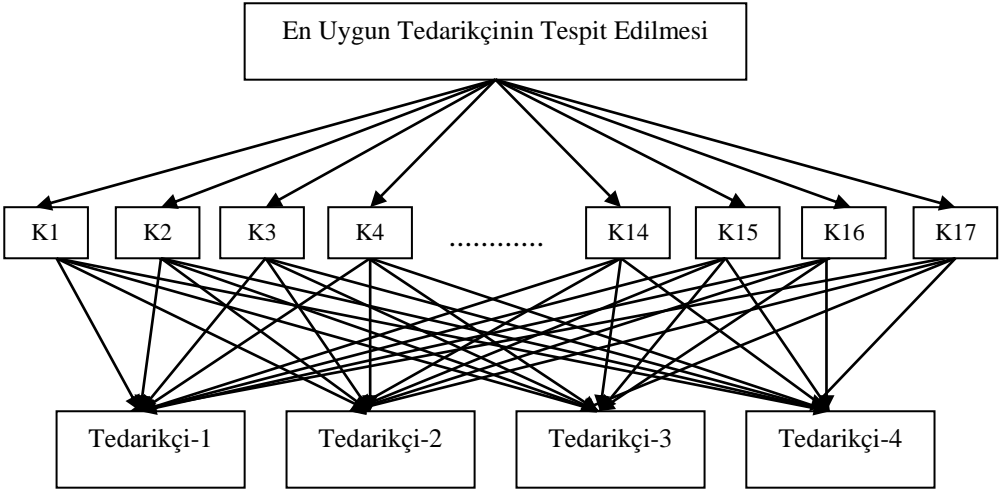 En Uygun Tedarikçinin Tespit Edilmesi
K1 K2 K3 K4 ............. K14 K15 K16 K17
Tedarikçi-1 Tedarikçi-2 Tedarikçi-3 Tedarikçi-4